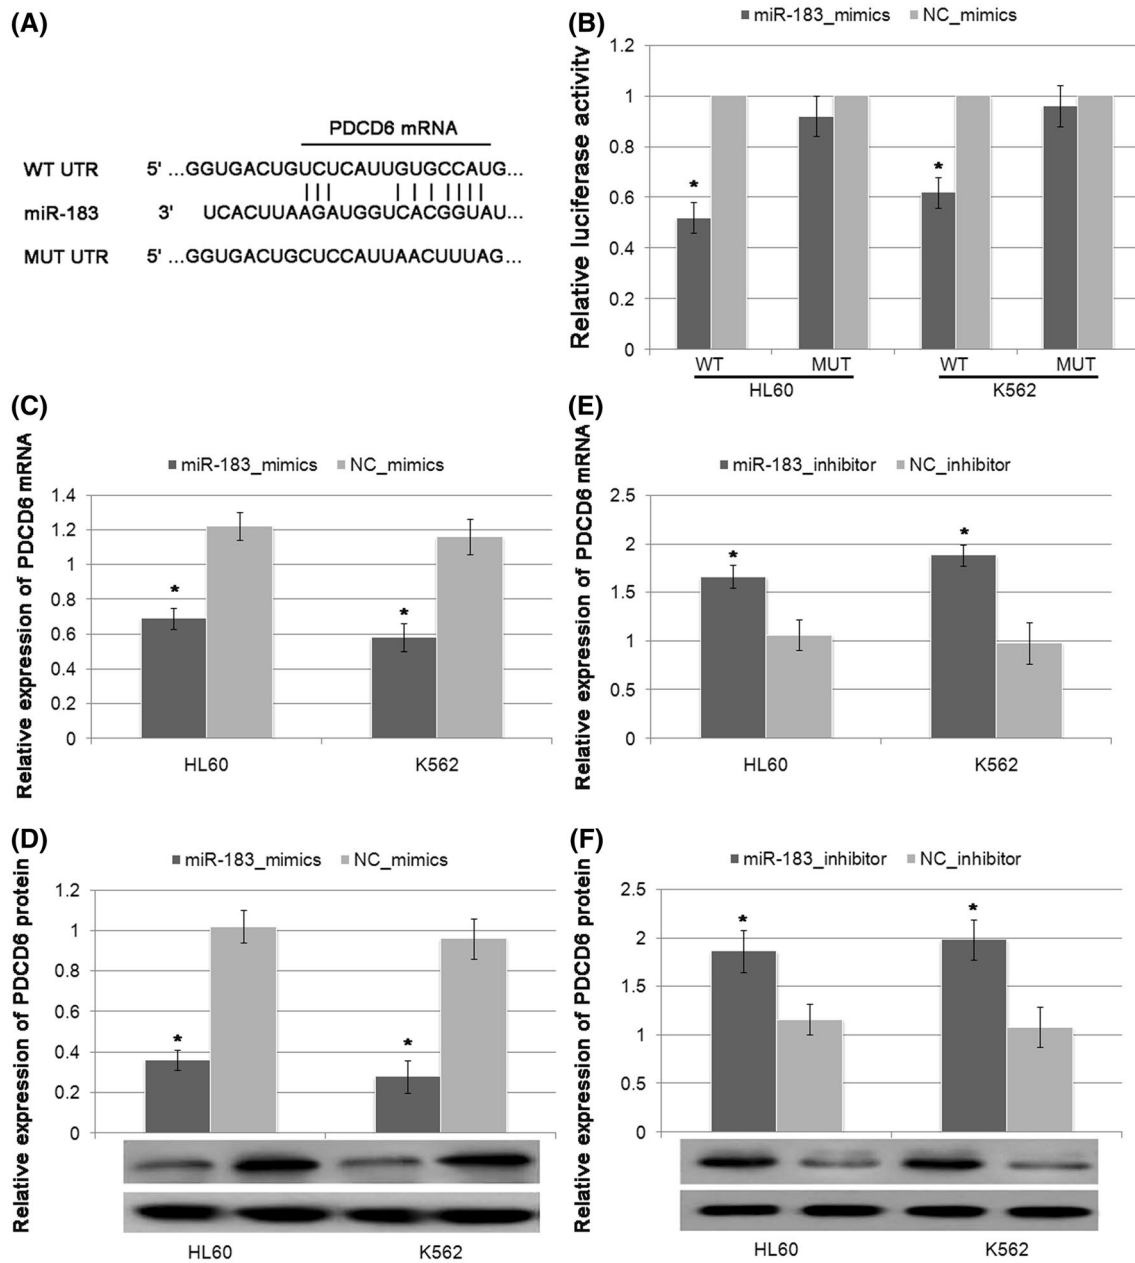 (A)
PDCD6 mRNA
WT UTR 5' ...GGUGACUGUCUCAUUGUGCCAUG...
miR-183 3' UCACUUAAGAUGGUCACGGUAU...
MUT UTR 5' ...GGUGACUGCUCCAUUAACUUUAG...
(B)
miR-183_mimics NC_mimics
Relative luciferase activity
1.2
1
0.8
0.6
0.4
0.2
0
* *
WT MUT WT MUT
HL60 K562
(C)
miR-183_mimics NC_mimics
Relative expression of PDCD6 mRNA
1.4
1.2
1
0.8
0.6
0.4
0.2
0
* *
HL60 K562
(E)
miR-183_inhibitor NC_inhibitor
Relative expression of PDCD6 mRNA
2.5
2
1.5
1
0.5
0
* *
HL60 K562
(D)
miR-183_mimics NC_mimics
Relative expression of PDCD6 protein
1.2
1
0.8
0.6
0.4
0.2
0
* *
HL60 K562
(F)
miR-183_inhibitor NC_inhibitor
Relative expression of PDCD6 protein
2.5
2
1.5
1
0.5
0
* *
HL60 K562